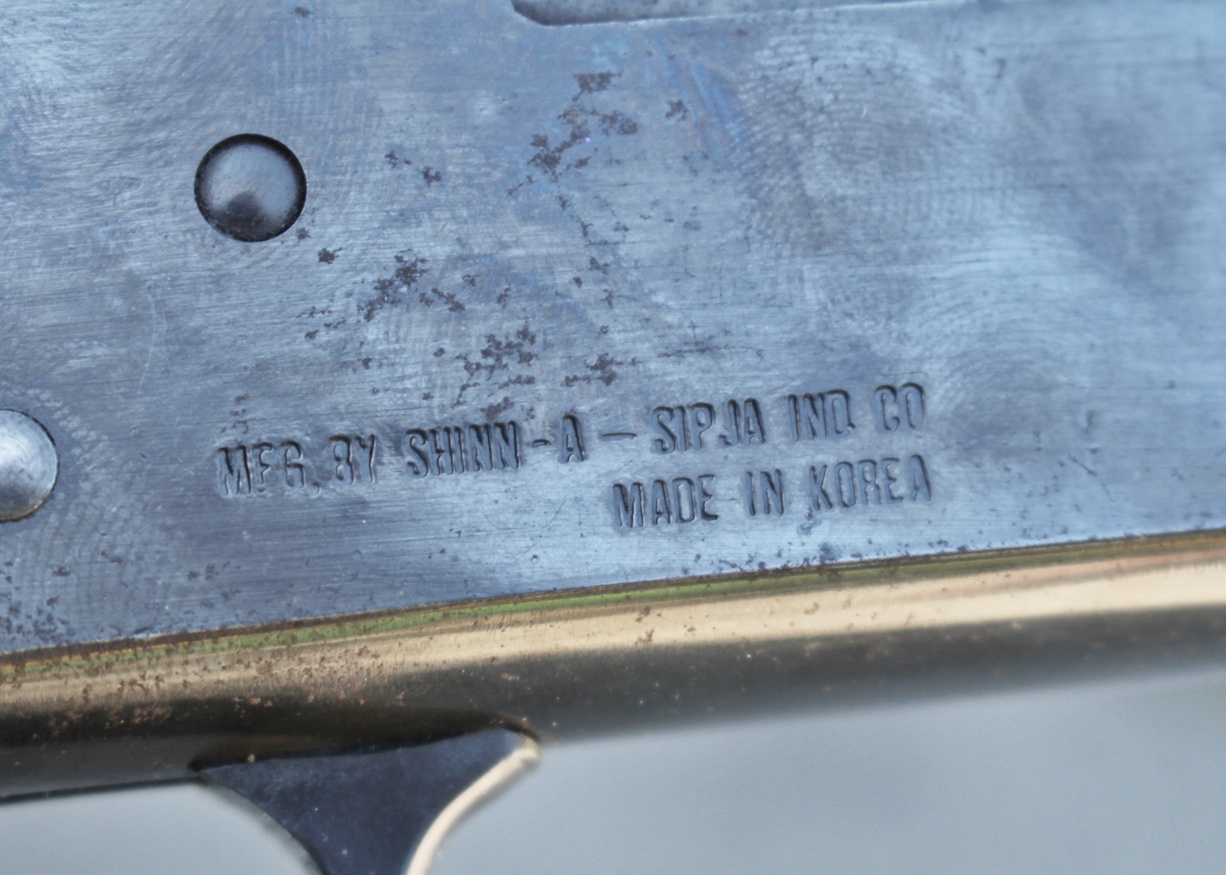 MFG. BY SHINN-A-SIPJA IND. CO
MADE IN KOREA